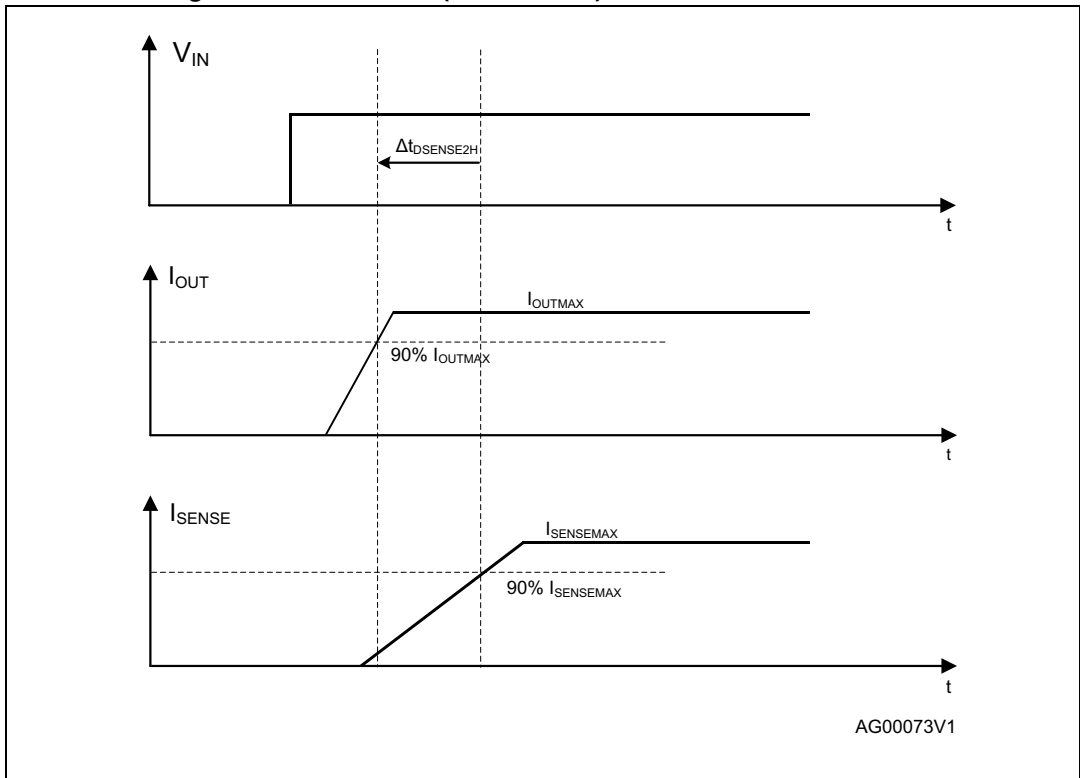 V_IN
Δt_DSENSE2H
t
I_OUT
I_OUTMAX
90% I_OUTMAX
t
I_SENSE
I_SENSEMAX
90% I_SENSEMAX
t
AG00073V1